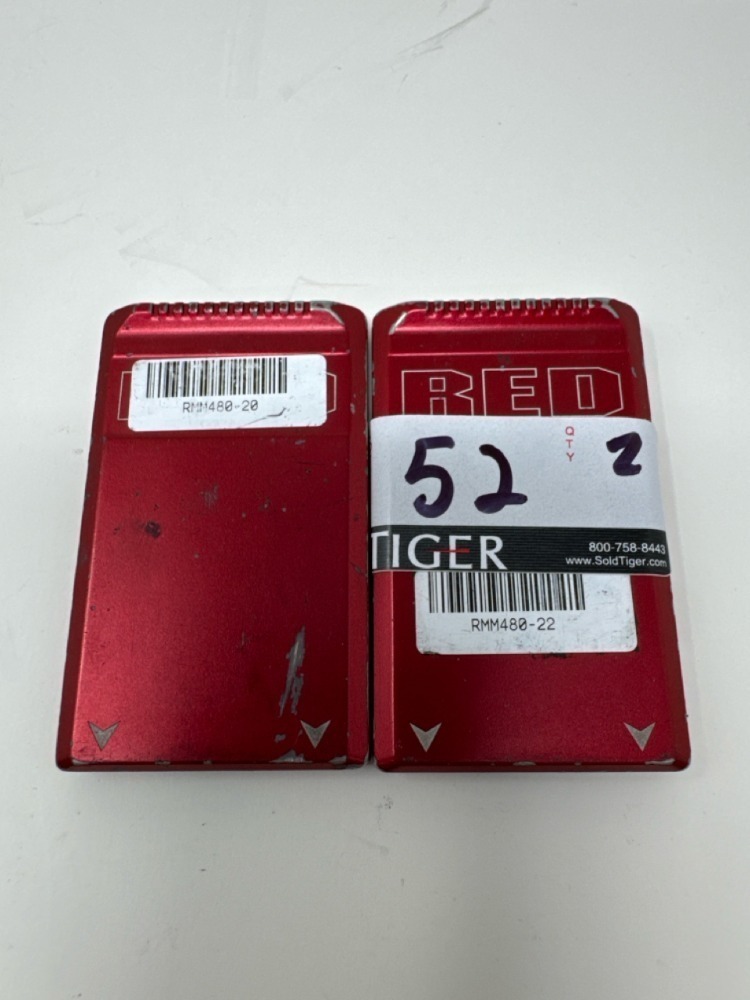 RMM480-20
RED
52
QTY
2
TIGER
800-758-8443
www.SoldTiger.com
RMM480-22